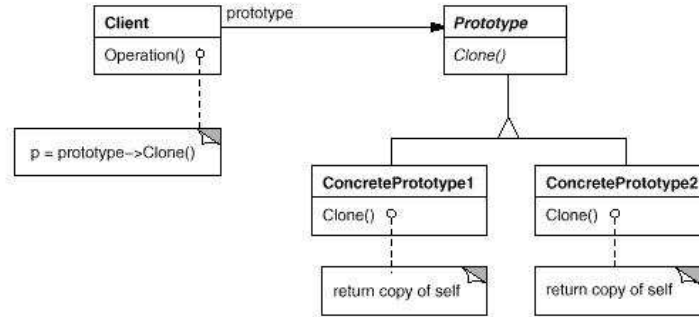 Client
prototype
Prototype
Operation()
Clone()
p = prototype->Clone()
ConcretePrototype1
ConcretePrototype2
Clone()
Clone()
return copy of self
return copy of self